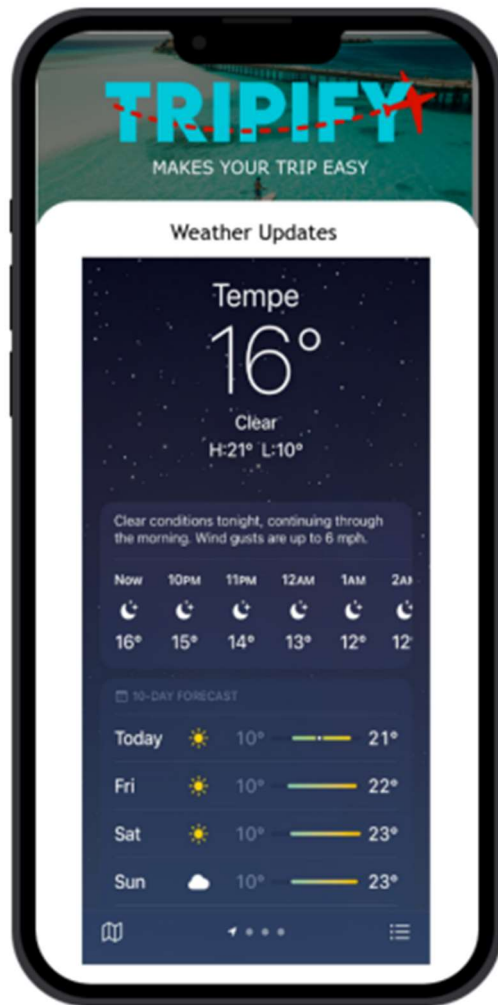 TRIPIFY
MAKES YOUR TRIP EASY
Weather Updates
Tempe
16°
Clear
H:21° L:10°
Clear conditions tonight, continuing through
the morning. Wind gusts are up to 6 mph.
Now 10PM 11PM 12AM 1AM 2AM
16° 15° 14° 13° 12° 12°
10-DAY FORECAST
Today 10° 21°
Fri 10° 22°
Sat 10° 23°
Sun 10° 23°